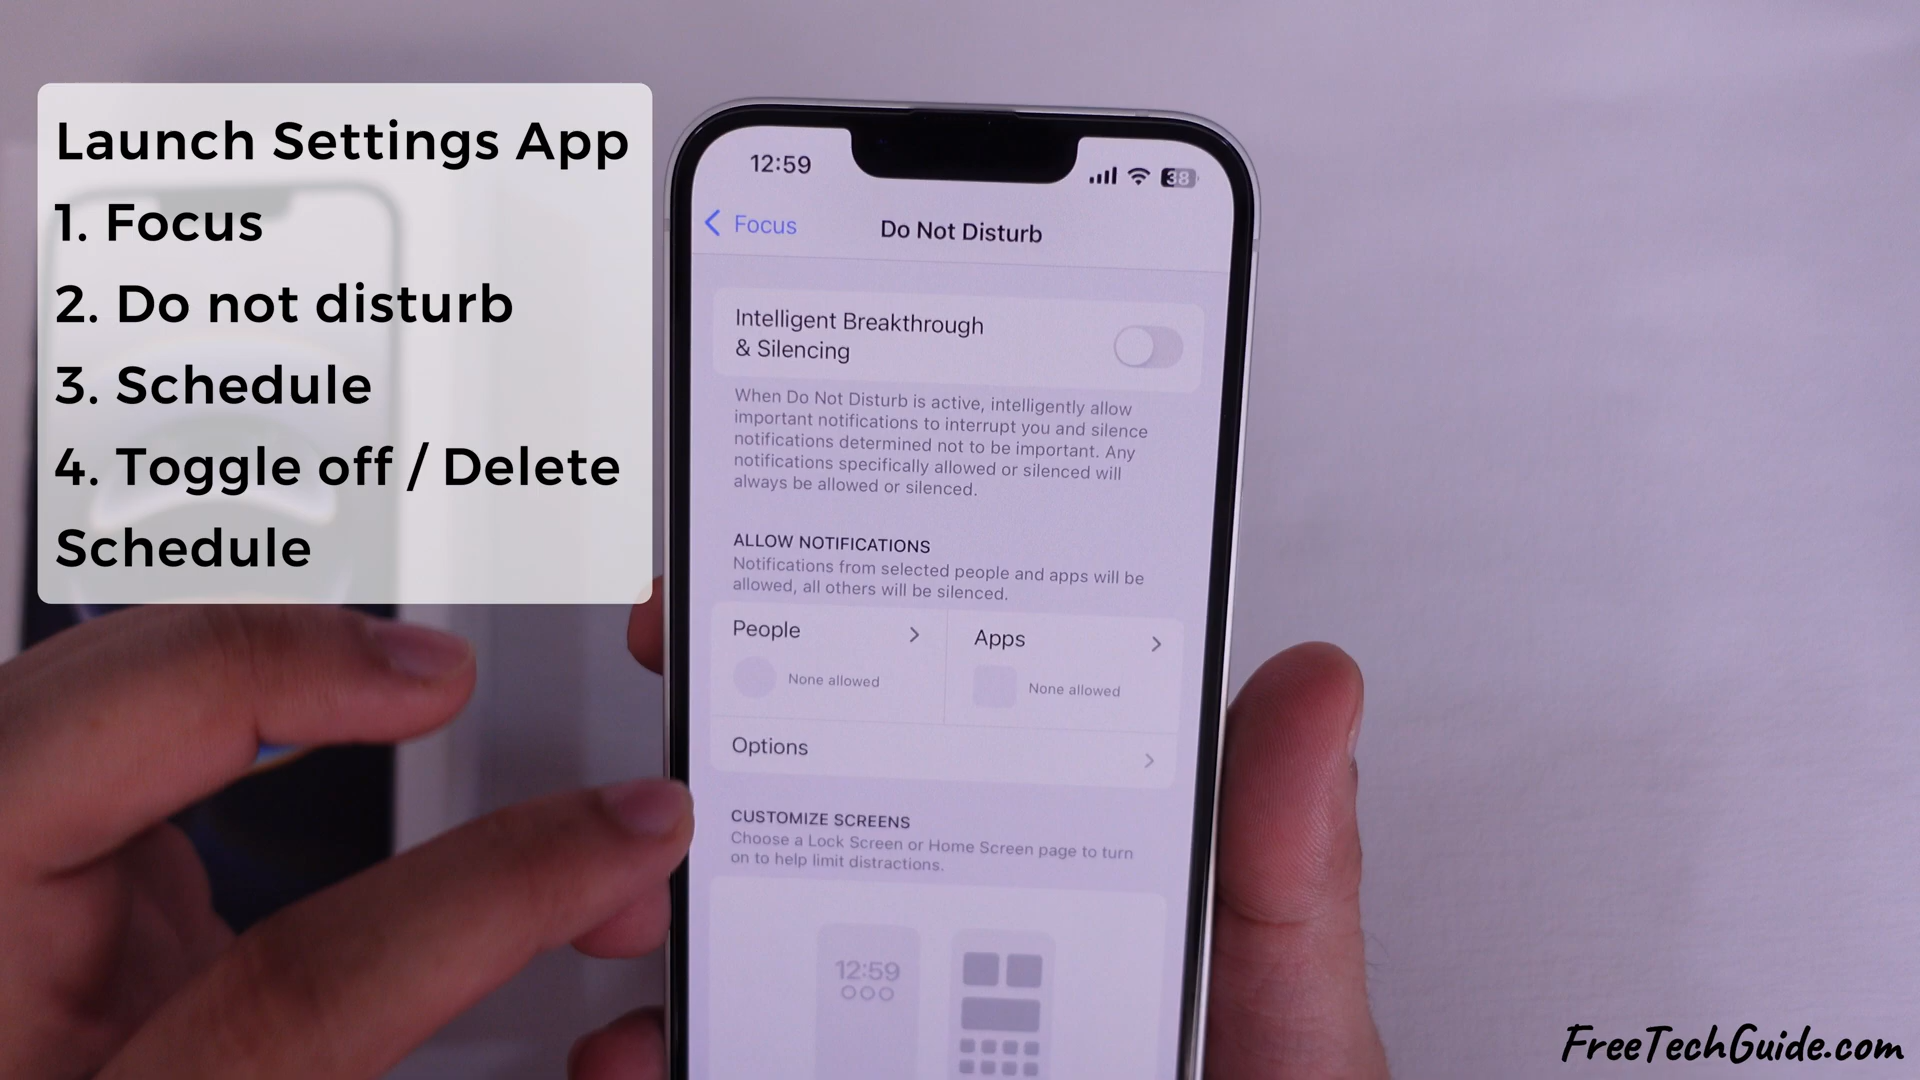 Launch Settings App
1. Focus
2. Do not disturb
3. Schedule
4. Toggle off / Delete
Schedule
12:59
38
Focus
Do Not Disturb
Intelligent Breakthrough
& Silencing
When Do Not Disturb is active, intelligently allow
important notifications to interrupt you and silence
notifications determined not to be important. Any
notifications specifically allowed or silenced will
always be allowed or silenced.
ALLOW NOTIFICATIONS
Notifications from selected people and apps will be
allowed, all others will be silenced.
People
Apps
None allowed
None allowed
Options
CUSTOMIZE SCREENS
Choose a Lock Screen or Home Screen page to turn
on to help limit distractions.
12:59
FreeTechGuide.com